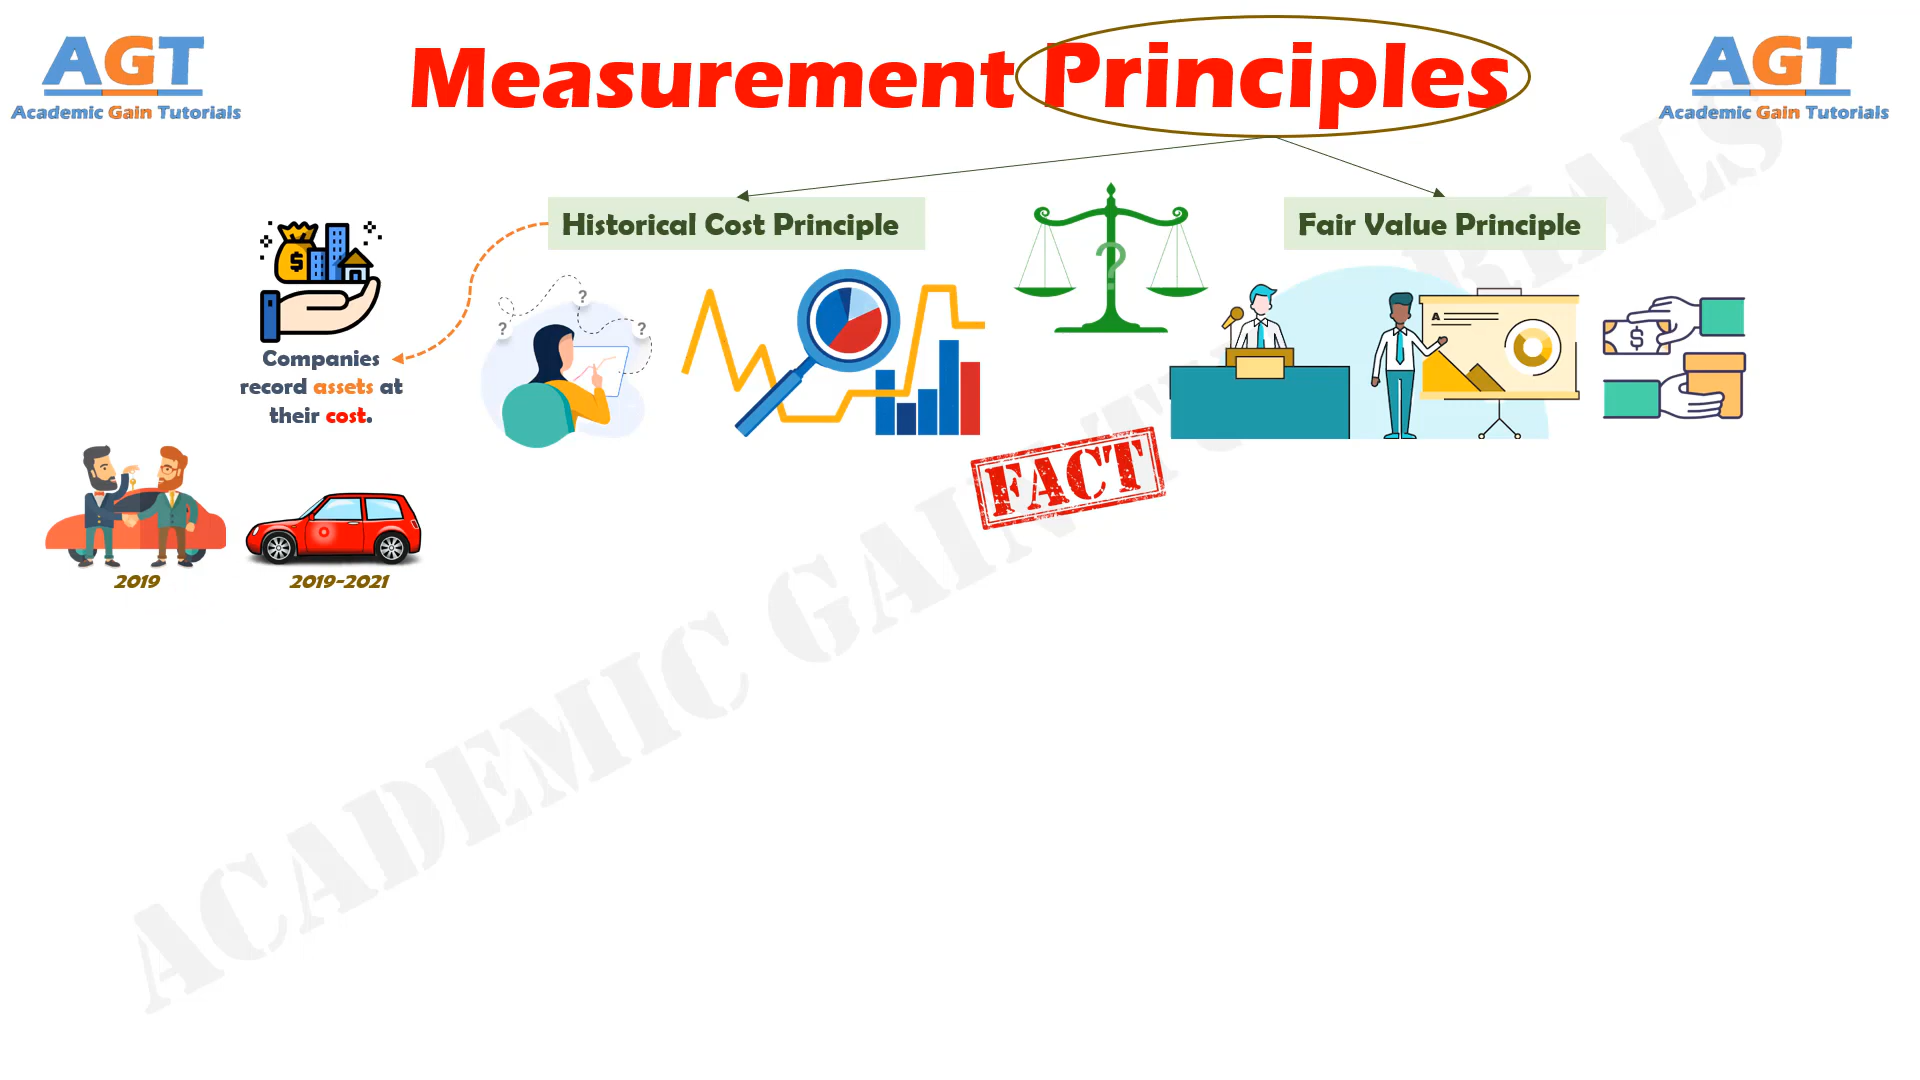 AGT
Academic Gain Tutorials
Measurement Principles
AGT
Academic Gain Tutorials
Historical Cost Principle
Fair Value Principle
$
?
?
?
?
A
$
Companies
record assets at
their cost.
FACT
2019
2019-2021
ACADEMIC GAIN TUTORIALS